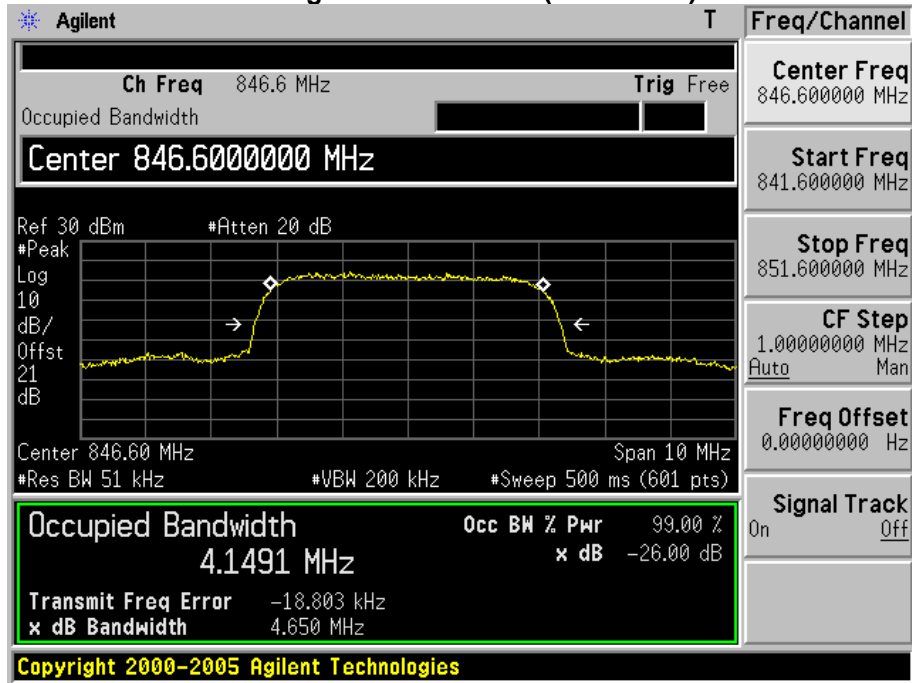 Agilent T Freq/Channel
Ch Freq 846.6 MHz Trig Free
Occupied Bandwidth
Center 846.6000000 MHz
Ref 30 dBm #Atten 20 dB
#Peak
Log
10
dB/
Offst
21
dB
Center 846.60 MHz Span 10 MHz
#Res BW 51 kHz #VBW 200 kHz #Sweep 500 ms (601 pts)
Occupied Bandwidth Occ BW % Pwr 99.00 %
4.1491 MHz x dB -26.00 dB
Transmit Freq Error -18.803 kHz
x dB Bandwidth 4.650 MHz
Copyright 2000-2005 Agilent Technologies
Center Freq
846.600000 MHz
Start Freq
841.600000 MHz
Stop Freq
851.600000 MHz
CF Step
1.00000000 MHz
Auto Man
Freq Offset
0.00000000 Hz
Signal Track
On Off